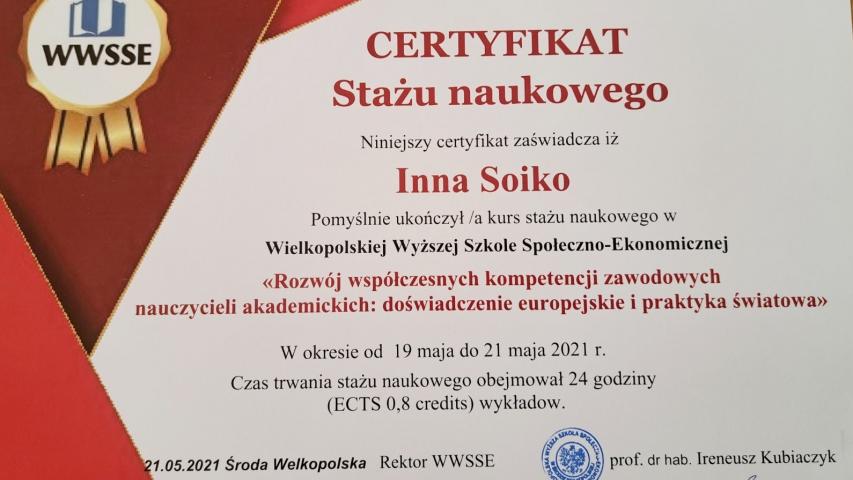 WWSSE
CERTYFIKAT
Stażu naukowego
Niniejszy certyfikat zaświadcza iż
Inna Soiko
Pomyślnie ukończył /a kurs stażu naukowego w
Wielkopolskiej Wyższej Szkole Społeczno-Ekonomicznej
«Rozwój współczesnych kompetencji zawodowych
nauczycieli akademickich: doświadczenie europejskie i praktyka światowa»
W okresie od 19 maja do 21 maja 2021 r.
Czas trwania stażu naukowego obejmował 24 godziny
(ECTS 0,8 credits) wykładow.
21.05.2021 Środa Welkopolska Rektor WWSSE prof. dr hab. Ireneusz Kubiaczyk